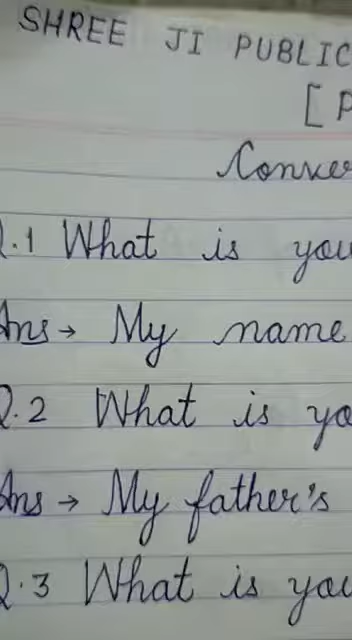 SHREE JI PUBLIC
[ P
Conver
Q.1 What is you
Ans → My name
Q.2 What is yo
Ans → My father's
Q.3 What is you